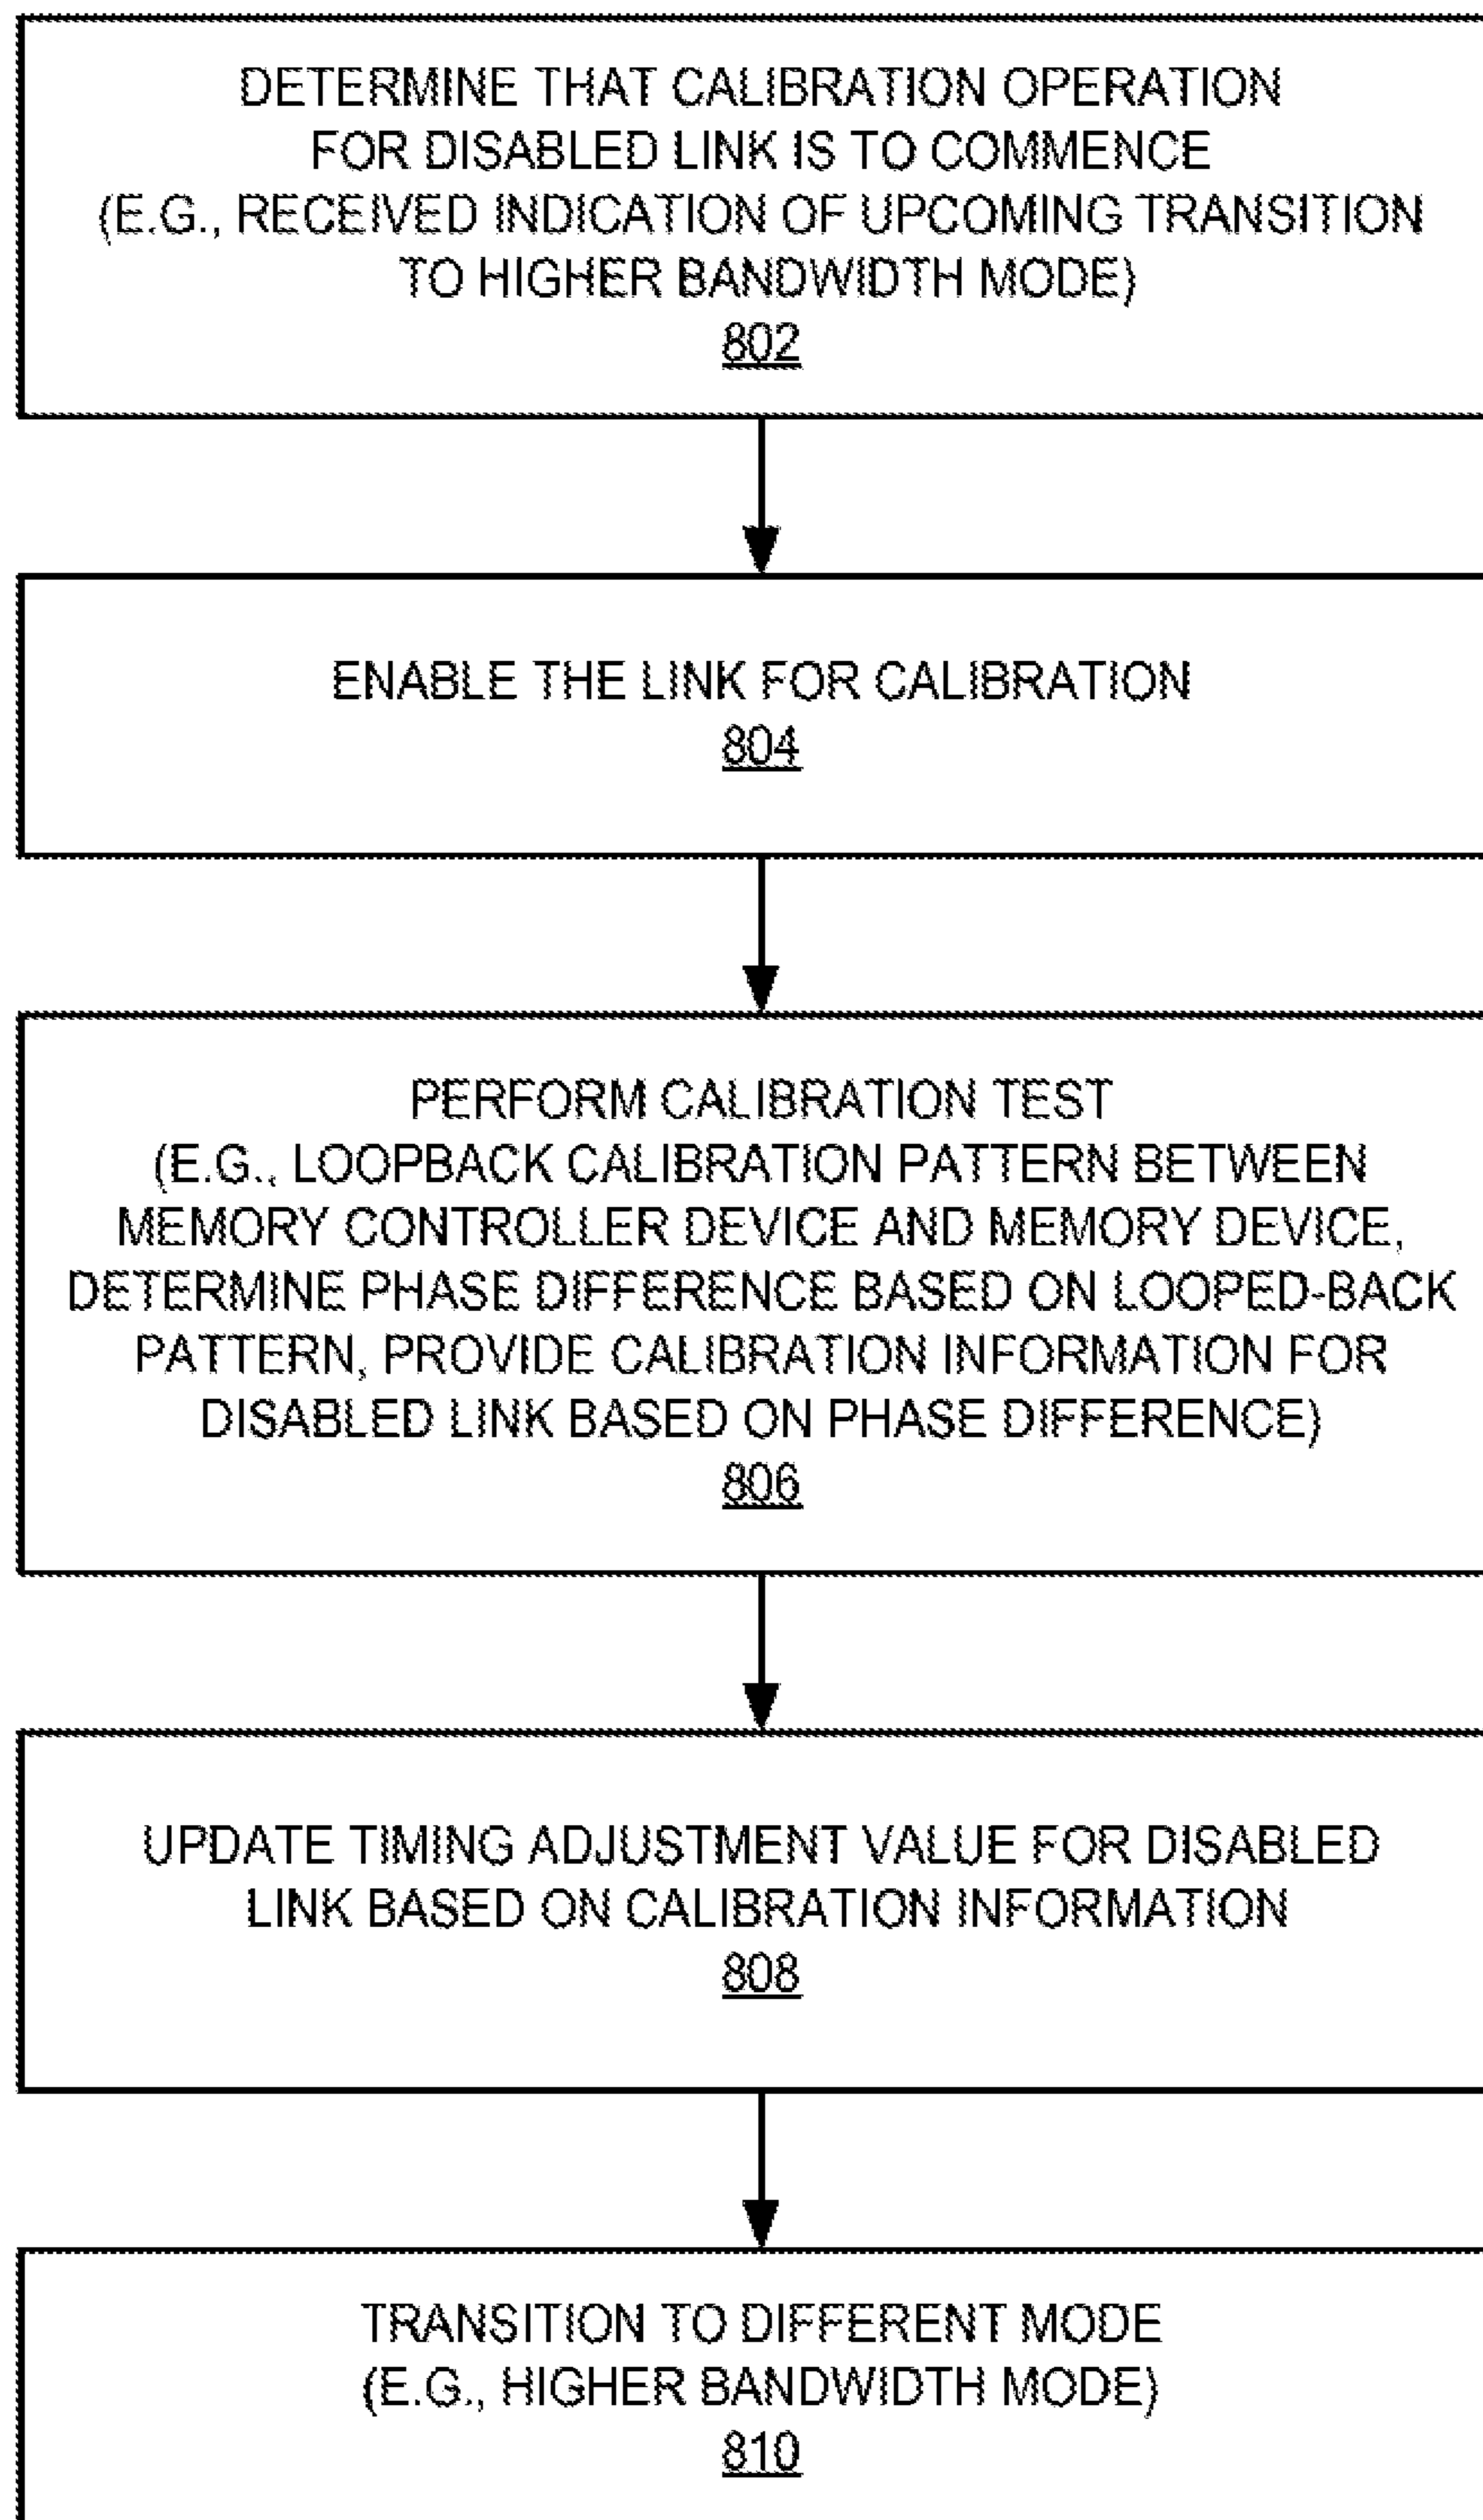 DETERMINE THAT CALIBRATION OPERATION
FOR DISABLED LINK IS TO COMMENCE
(E.G., RECEIVED INDICATION OF UPCOMING TRANSITION
TO HIGHER BANDWIDTH MODE)
802
ENABLE THE LINK FOR CALIBRATION
804
PERFORM CALIBRATION TEST
(E.G., LOOPBACK CALIBRATION PATTERN BETWEEN
MEMORY CONTROLLER DEVICE AND MEMORY DEVICE,
DETERMINE PHASE DIFFERENCE BASED ON LOOPED-BACK
PATTERN, PROVIDE CALIBRATION INFORMATION FOR
DISABLED LINK BASED ON PHASE DIFFERENCE)
806
UPDATE TIMING ADJUSTMENT VALUE FOR DISABLED
LINK BASED ON CALIBRATION INFORMATION
808
TRANSITION TO DIFFERENT MODE
(E.G., HIGHER BANDWIDTH MODE)
810